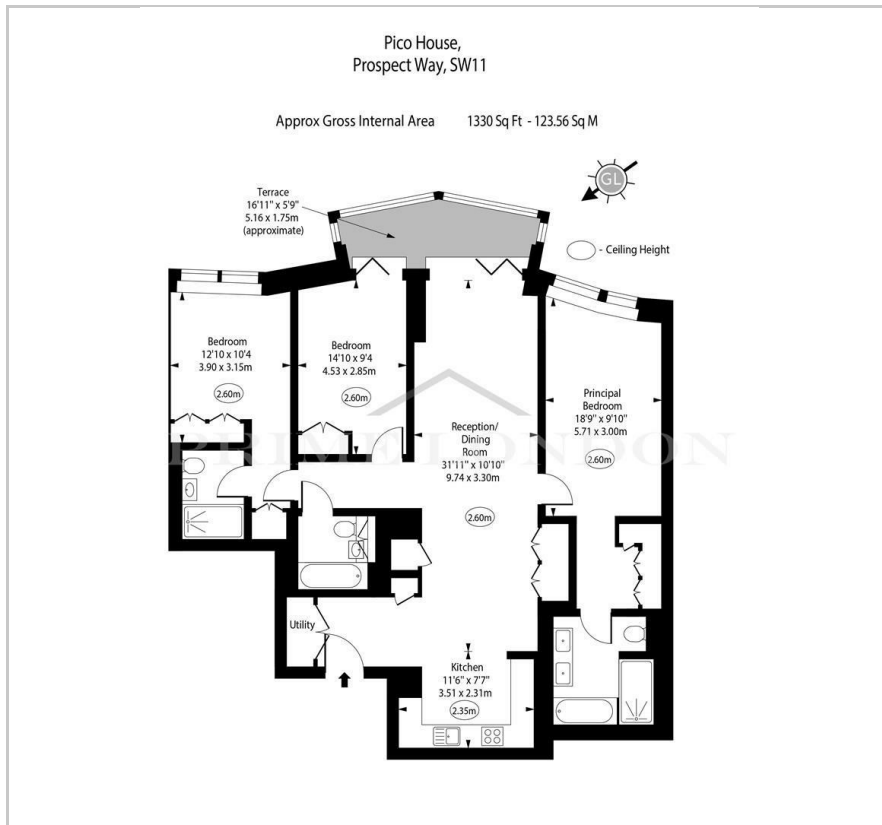 Pico House,
Prospect Way, SW11
Approx Gross Internal Area 1330 Sq Ft - 123.56 Sq M
GL
Terrace
16'11" x 5'9"
5.16 x 1.75m
(approximate)
- Ceiling Height
Bedroom
12'10 x 10'4
3.90 x 3.15m
2.60m
Bedroom
14'10 x 9'4
4.53 x 2.85m
2.60m
Principal
Bedroom
18'9" x 9'10"
5.71 x 3.00m
2.60m
PRIME LONDON
Reception/
Dining
Room
31'11" x 10'10"
9.74 x 3.30m
2.60m
Utility
Kitchen
11'6" x 7'7"
3.51 x 2.31m
2.35m